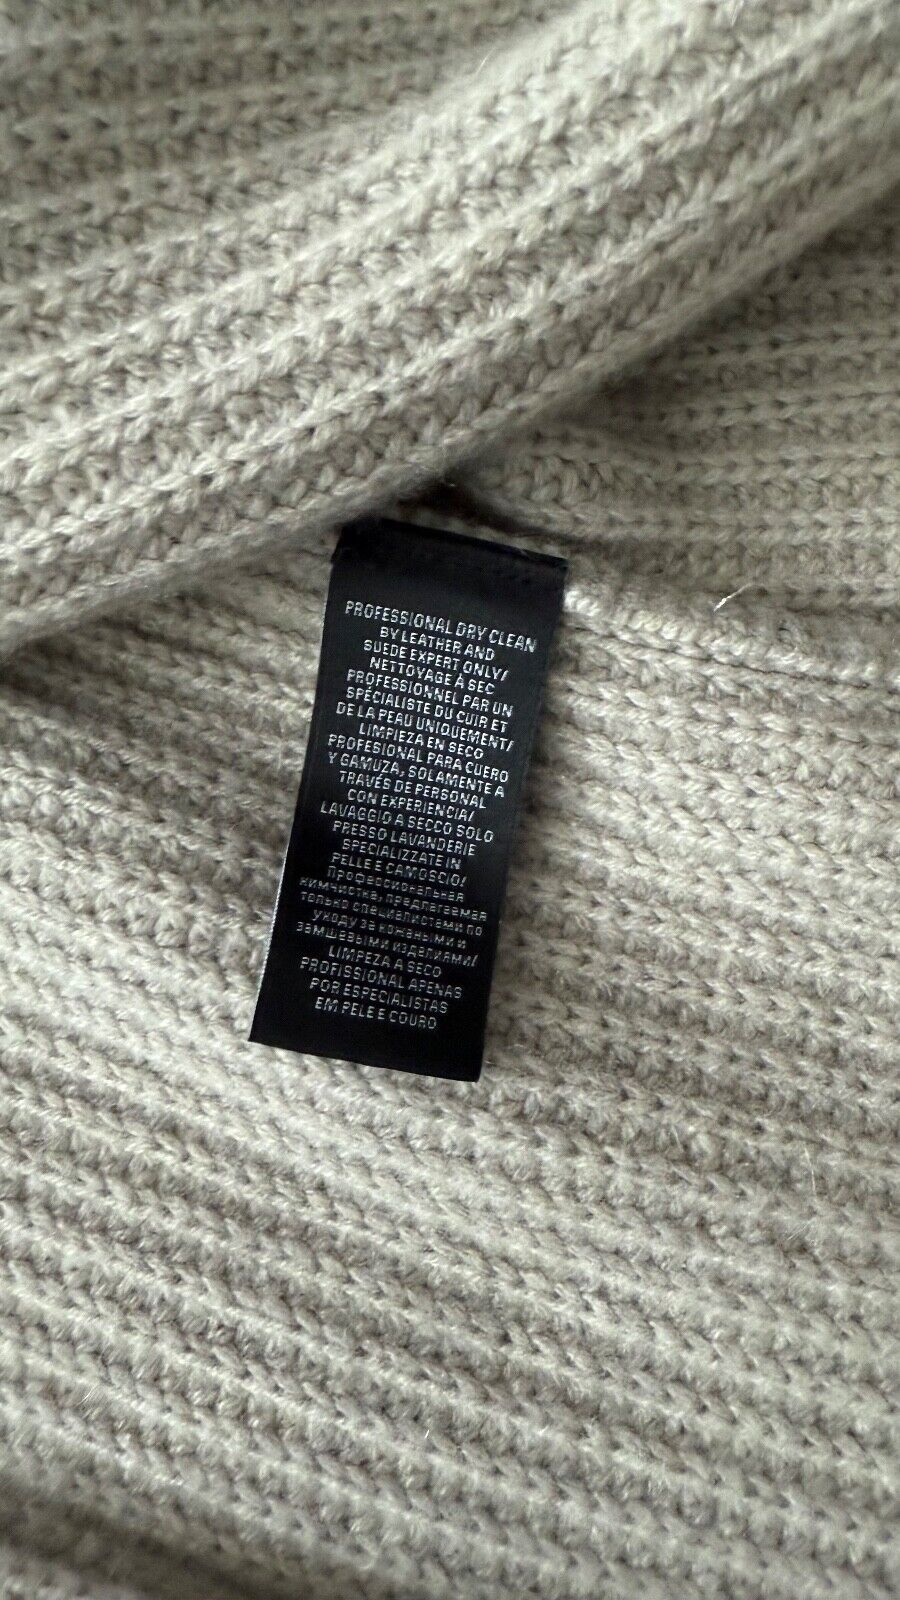 PROFESSIONAL DRY CLEAN
BY LEATHER AND
SUEDE EXPERT ONLY/
NETTOYAGE À SEC
PROFESSIONNEL PAR UN
SPÉCIALISTE DU CUIR ET
DE LA PEAU UNIQUEMENT/
LIMPIEZA EN SECO
PROFESIONAL PARA CUERO
Y GAMUZA, SOLAMENTE A
TRAVÉS DE PERSONAL
CON EXPERIENCIA/
LAVAGGIO A SECCO SOLO
PRESSO LAVANDERIE
SPECIALIZZATE IN
PELLE E CAMOSCIO/
Профессиональная
химчистка, предлагаемая
только специалистами по
уходу за кожаными и
замшевыми изделиями/
LIMPEZA A SECO
PROFISSIONAL APENAS
POR ESPECIALISTAS
EM PELE E COURO